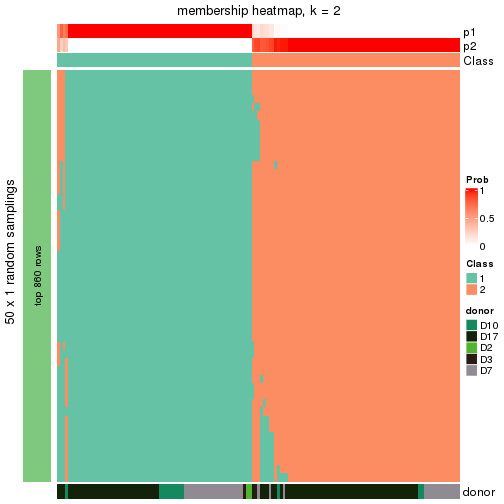 membership heatmap, k = 2
p1
p2
Class
50 x 1 random samplings
top 860 rows
Prob
1
0.5
0
Class
1
2
donor
D10
D17
D2
D3
D7
donor